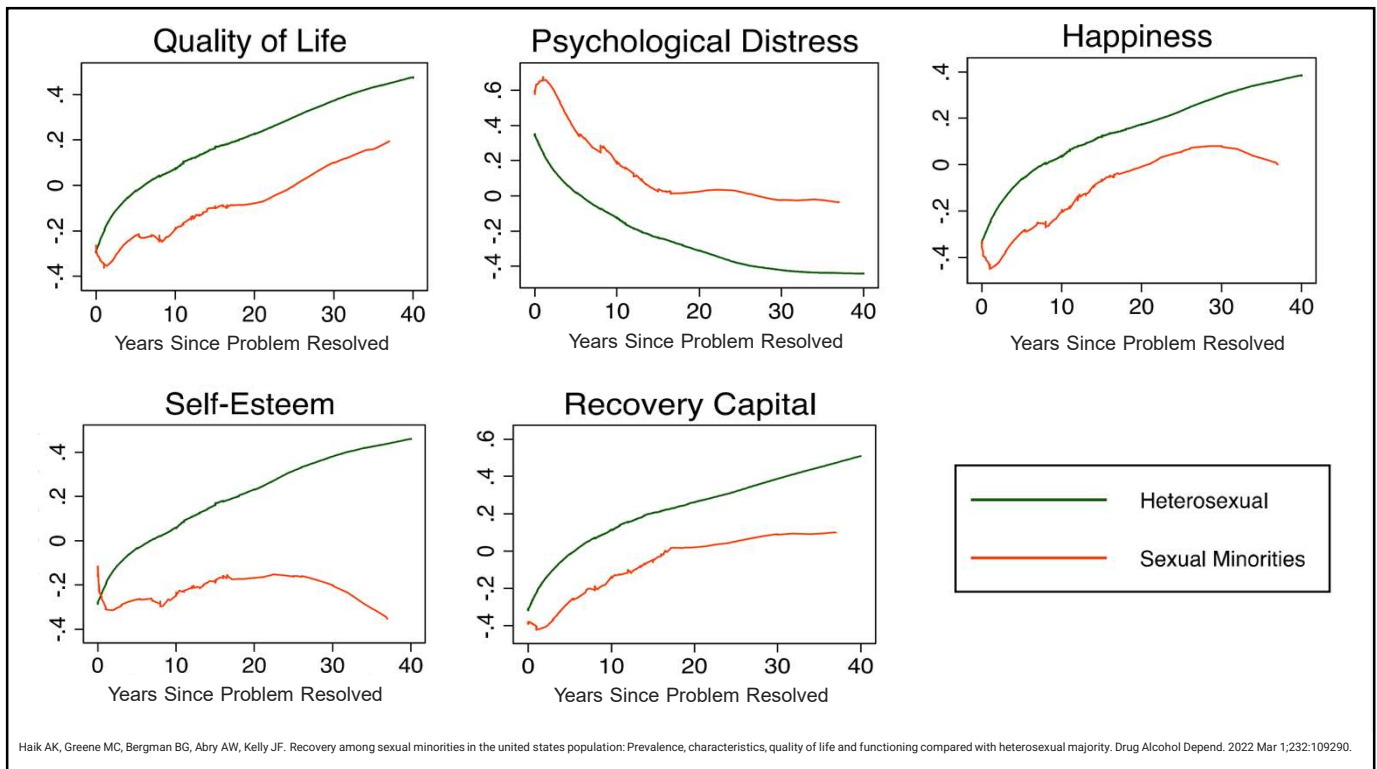 Quality of Life
.4
.2
0
-.2
-.4
0 10 20 30 40
Years Since Problem Resolved
Psychological Distress
.6
.4
.2
0
-.2
-.4
0 10 20 30 40
Years Since Problem Resolved
Happiness
.4
.2
0
-.2
-.4
0 10 20 30 40
Years Since Problem Resolved
Self-Esteem
.4
.2
0
-.2
-.4
0 10 20 30 40
Years Since Problem Resolved
Recovery Capital
.6
.4
.2
0
-.2
-.4
0 10 20 30 40
Years Since Problem Resolved
Heterosexual
Sexual Minorities
Haik AK, Greene MC, Bergman BG, Abry AW, Kelly JF. Recovery among sexual minorities in the united states population: Prevalence, characteristics, quality of life and functioning compared with heterosexual majority. Drug Alcohol Depend. 2022 Mar 1;232:109290.